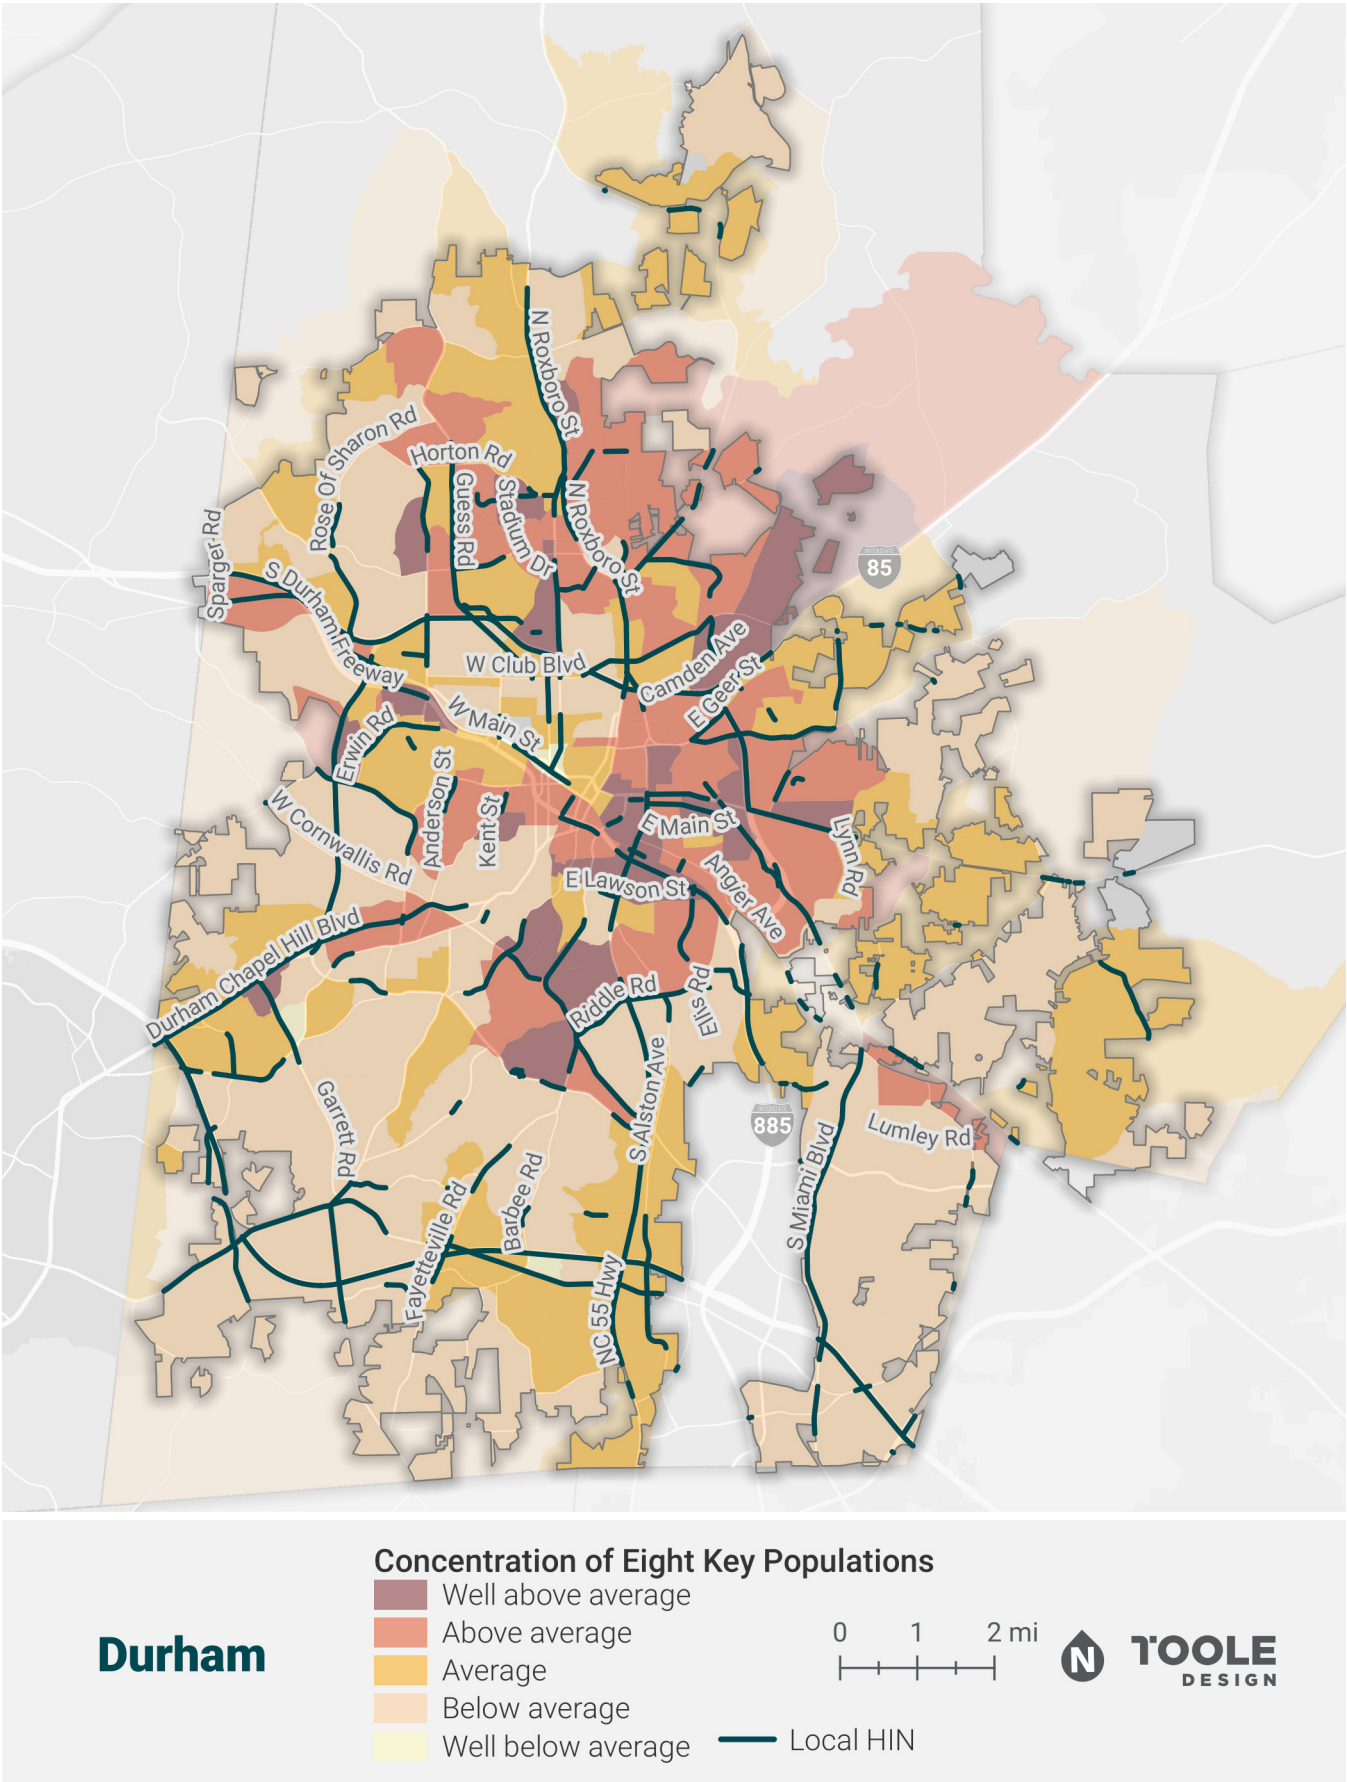 N Roxboro St
Rose Of Sharon Rd
Horton Rd
Guess Rd
Stadium Dr
N Roxboro St
Sparger Rd
INTERSTATE
85
S Durham Freeway
W Club Blvd
Camden Ave
E Geer St
W Main St
Erwin Rd
Anderson St
Kent St
W Cornwallis Rd
E Main St
Lynn Rd
Angier Ave
E Lawson St
Durham Chapel Hill Blvd
Riddle Rd
Ellis Rd
S Alston Ave
Garrett Rd
INTERSTATE
885
Lumley Rd
S Miami Blvd
Barbee Rd
Fayetteville Rd
NC 55 Hwy
Durham
Concentration of Eight Key Populations
Well above average
Above average
Average
Below average
Well below average
Local HIN
0 1 2 mi
N
TOOLE
DESIGN